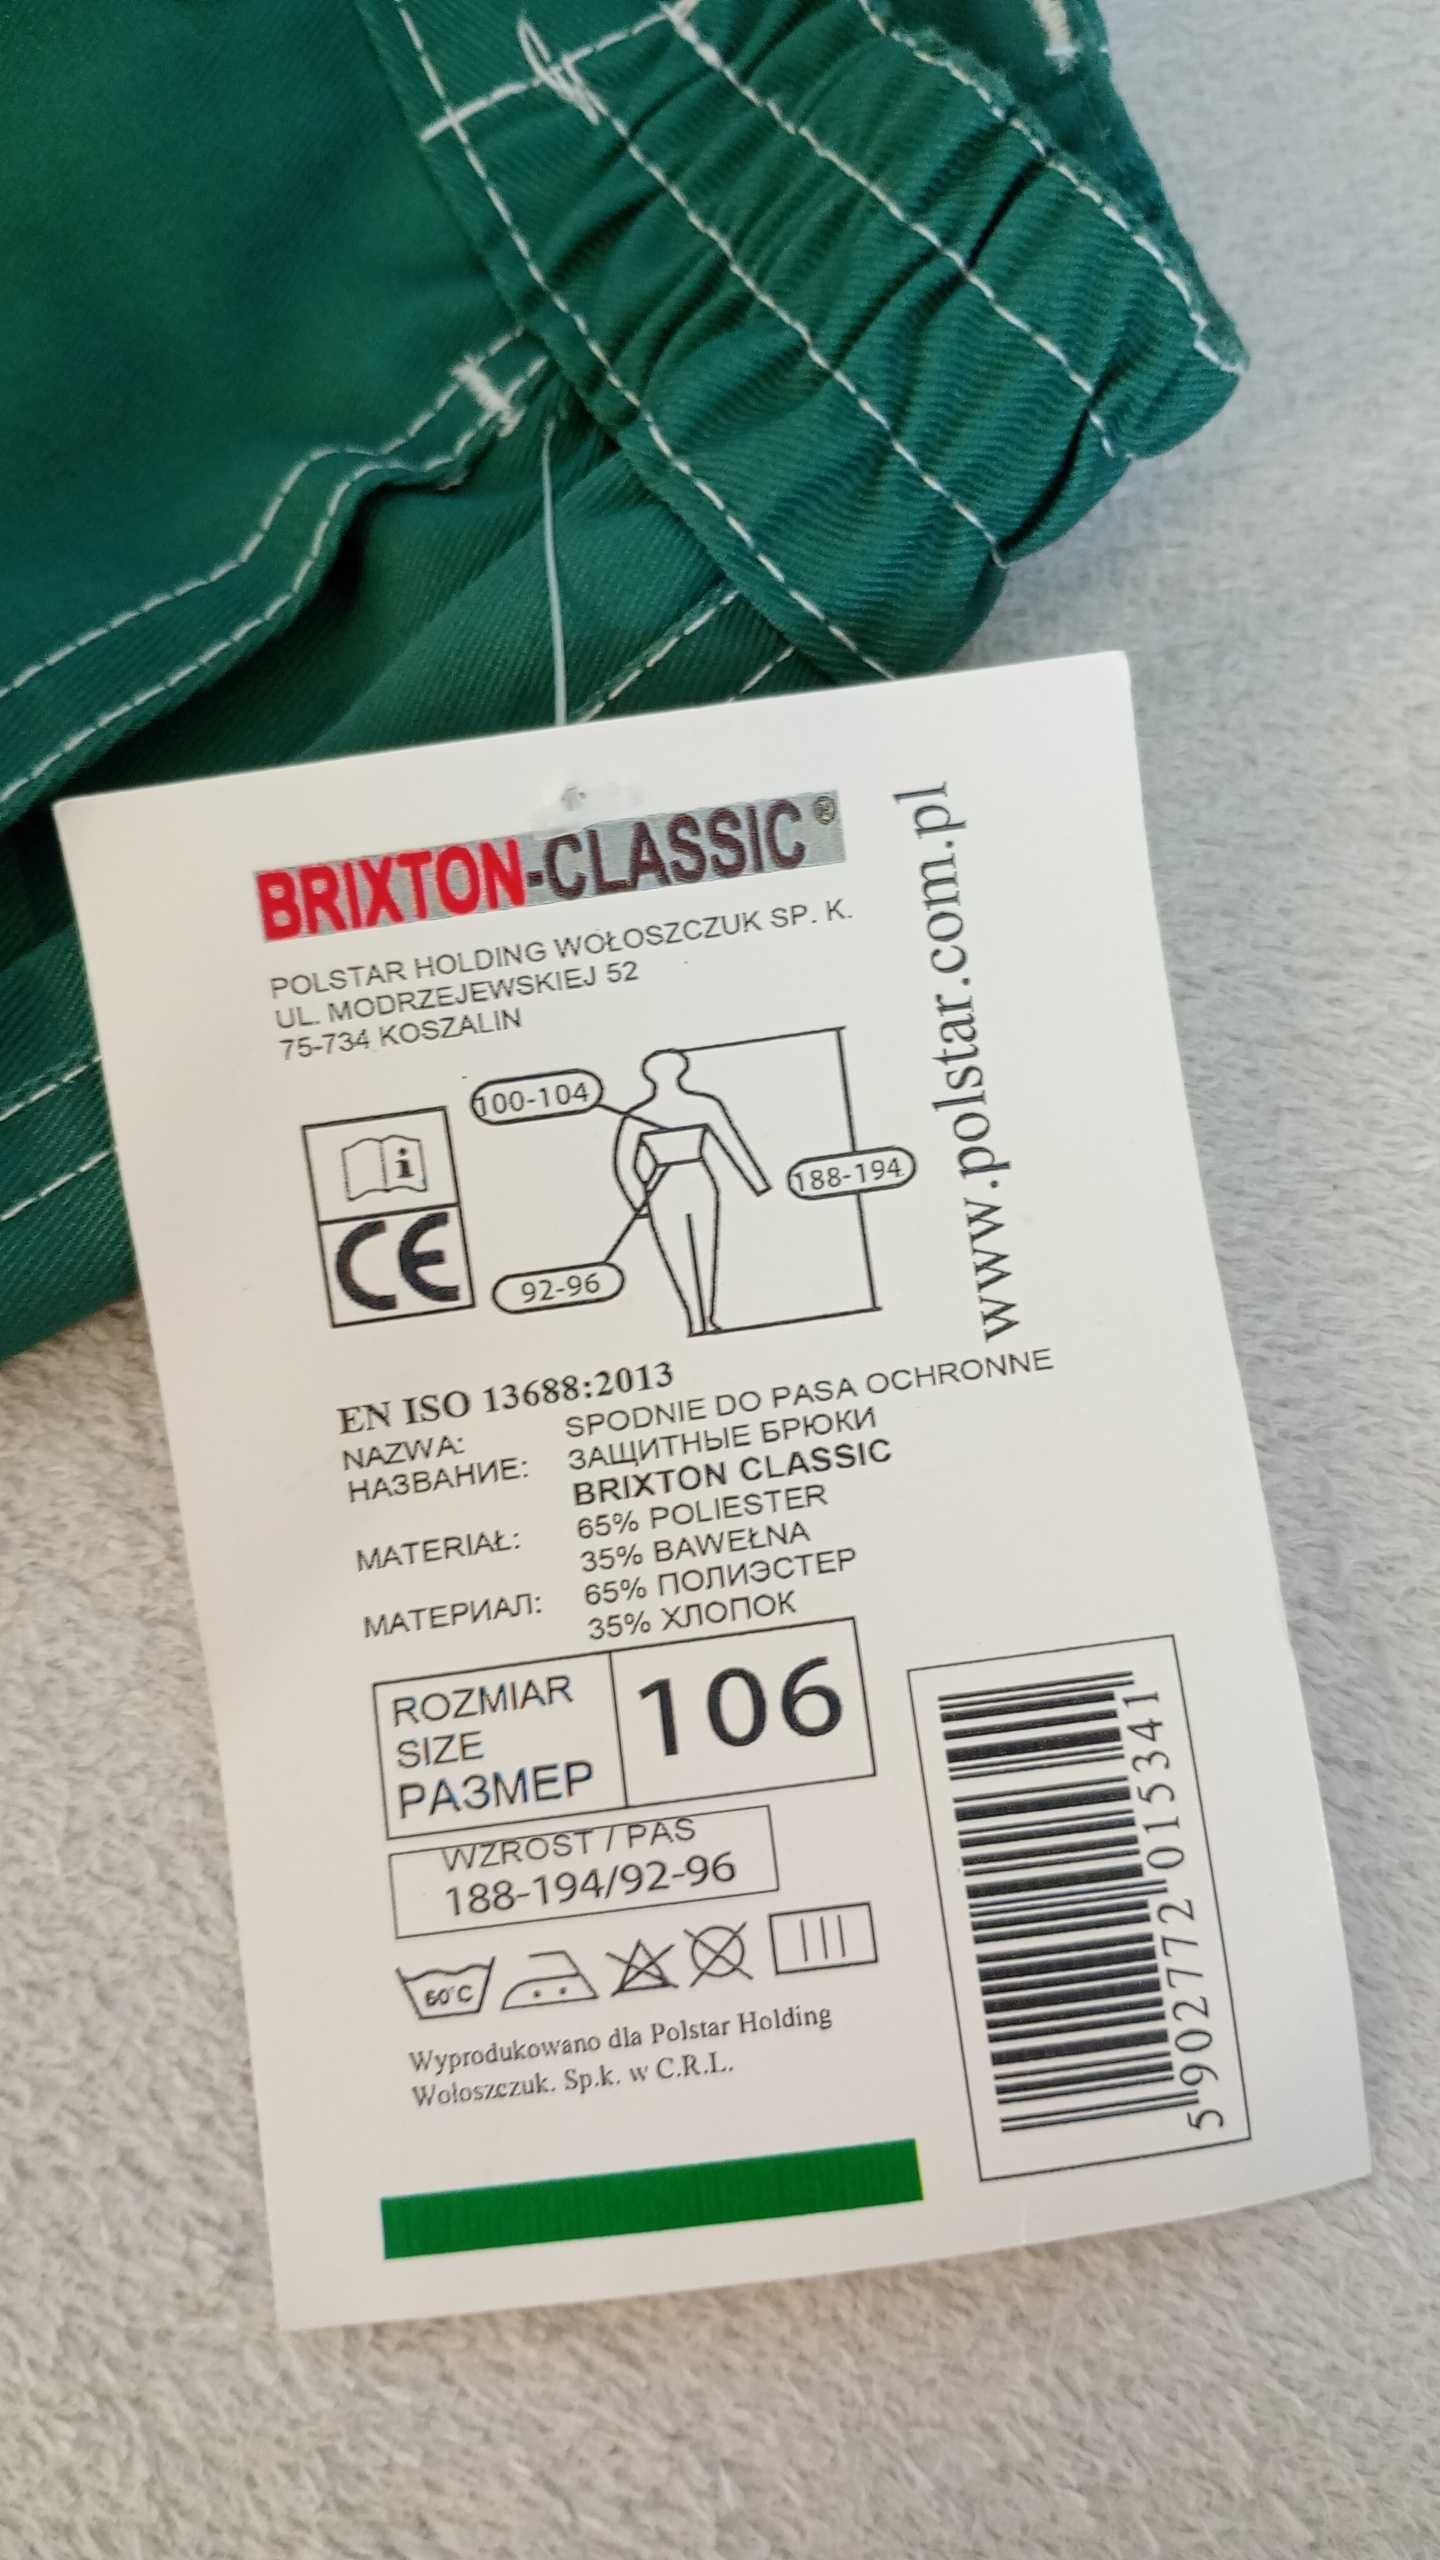 BRIXTON-CLASSIC®
POLSTAR HOLDING WOŁOSZCZUK SP. K.
UL. MODRZEJEWSKIEJ 52
75-734 KOSZALIN
www.polstar.com.pl
100-104
188-194
92-96
i
CE
EN ISO 13688:2013
NAZWA: SPODNIE DO PASA OCHRONNE
НАЗВАНИЕ: ЗАЩИТНЫЕ БРЮКИ
BRIXTON CLASSIC
MATERIAŁ: 65% POLIESTER
35% BAWEŁNA
МАТЕРИАЛ: 65% ПОЛИЭСТЕР
35% ХЛОПОК
ROZMIAR
SIZE
РАЗМЕР
106
WZROST / PAS
188-194/92-96
60°C
Wyprodukowano dla Polstar Holding
Wołoszczuk. Sp.k. w C.R.L.
5902772015341